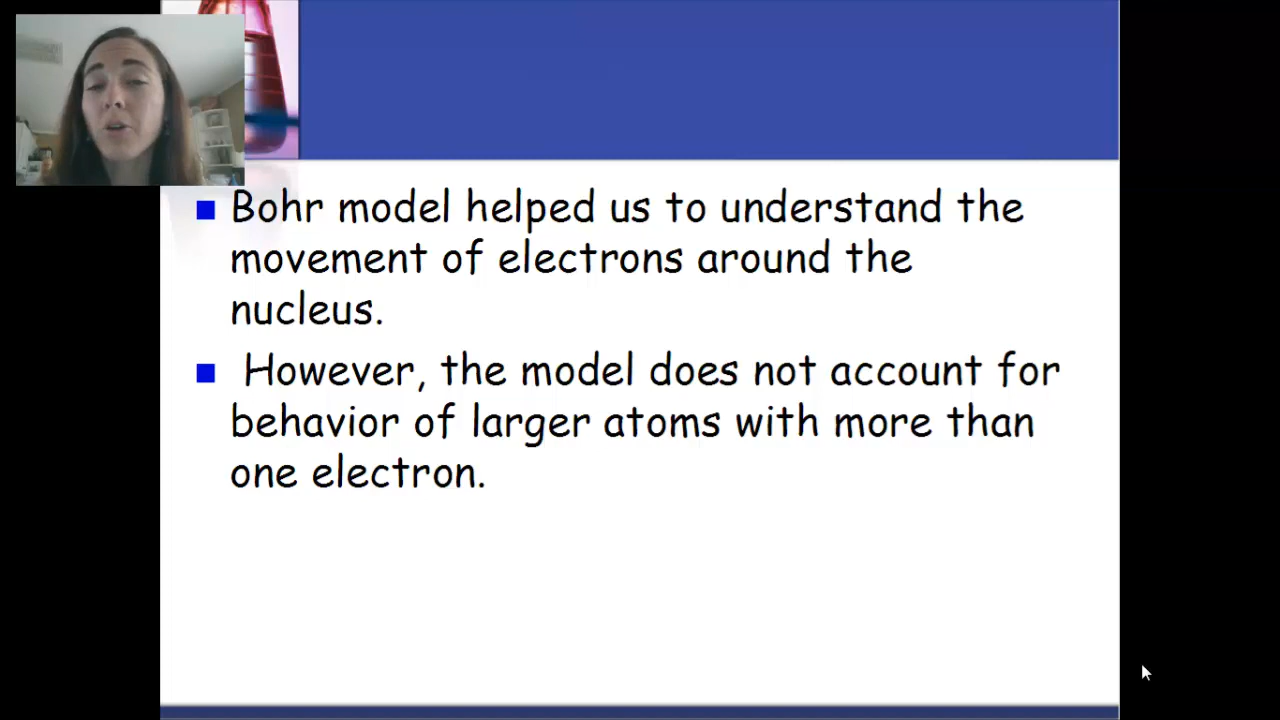 Bohr model helped us to understand the
movement of electrons around the
nucleus.
However, the model does not account for
behavior of larger atoms with more than
one electron.